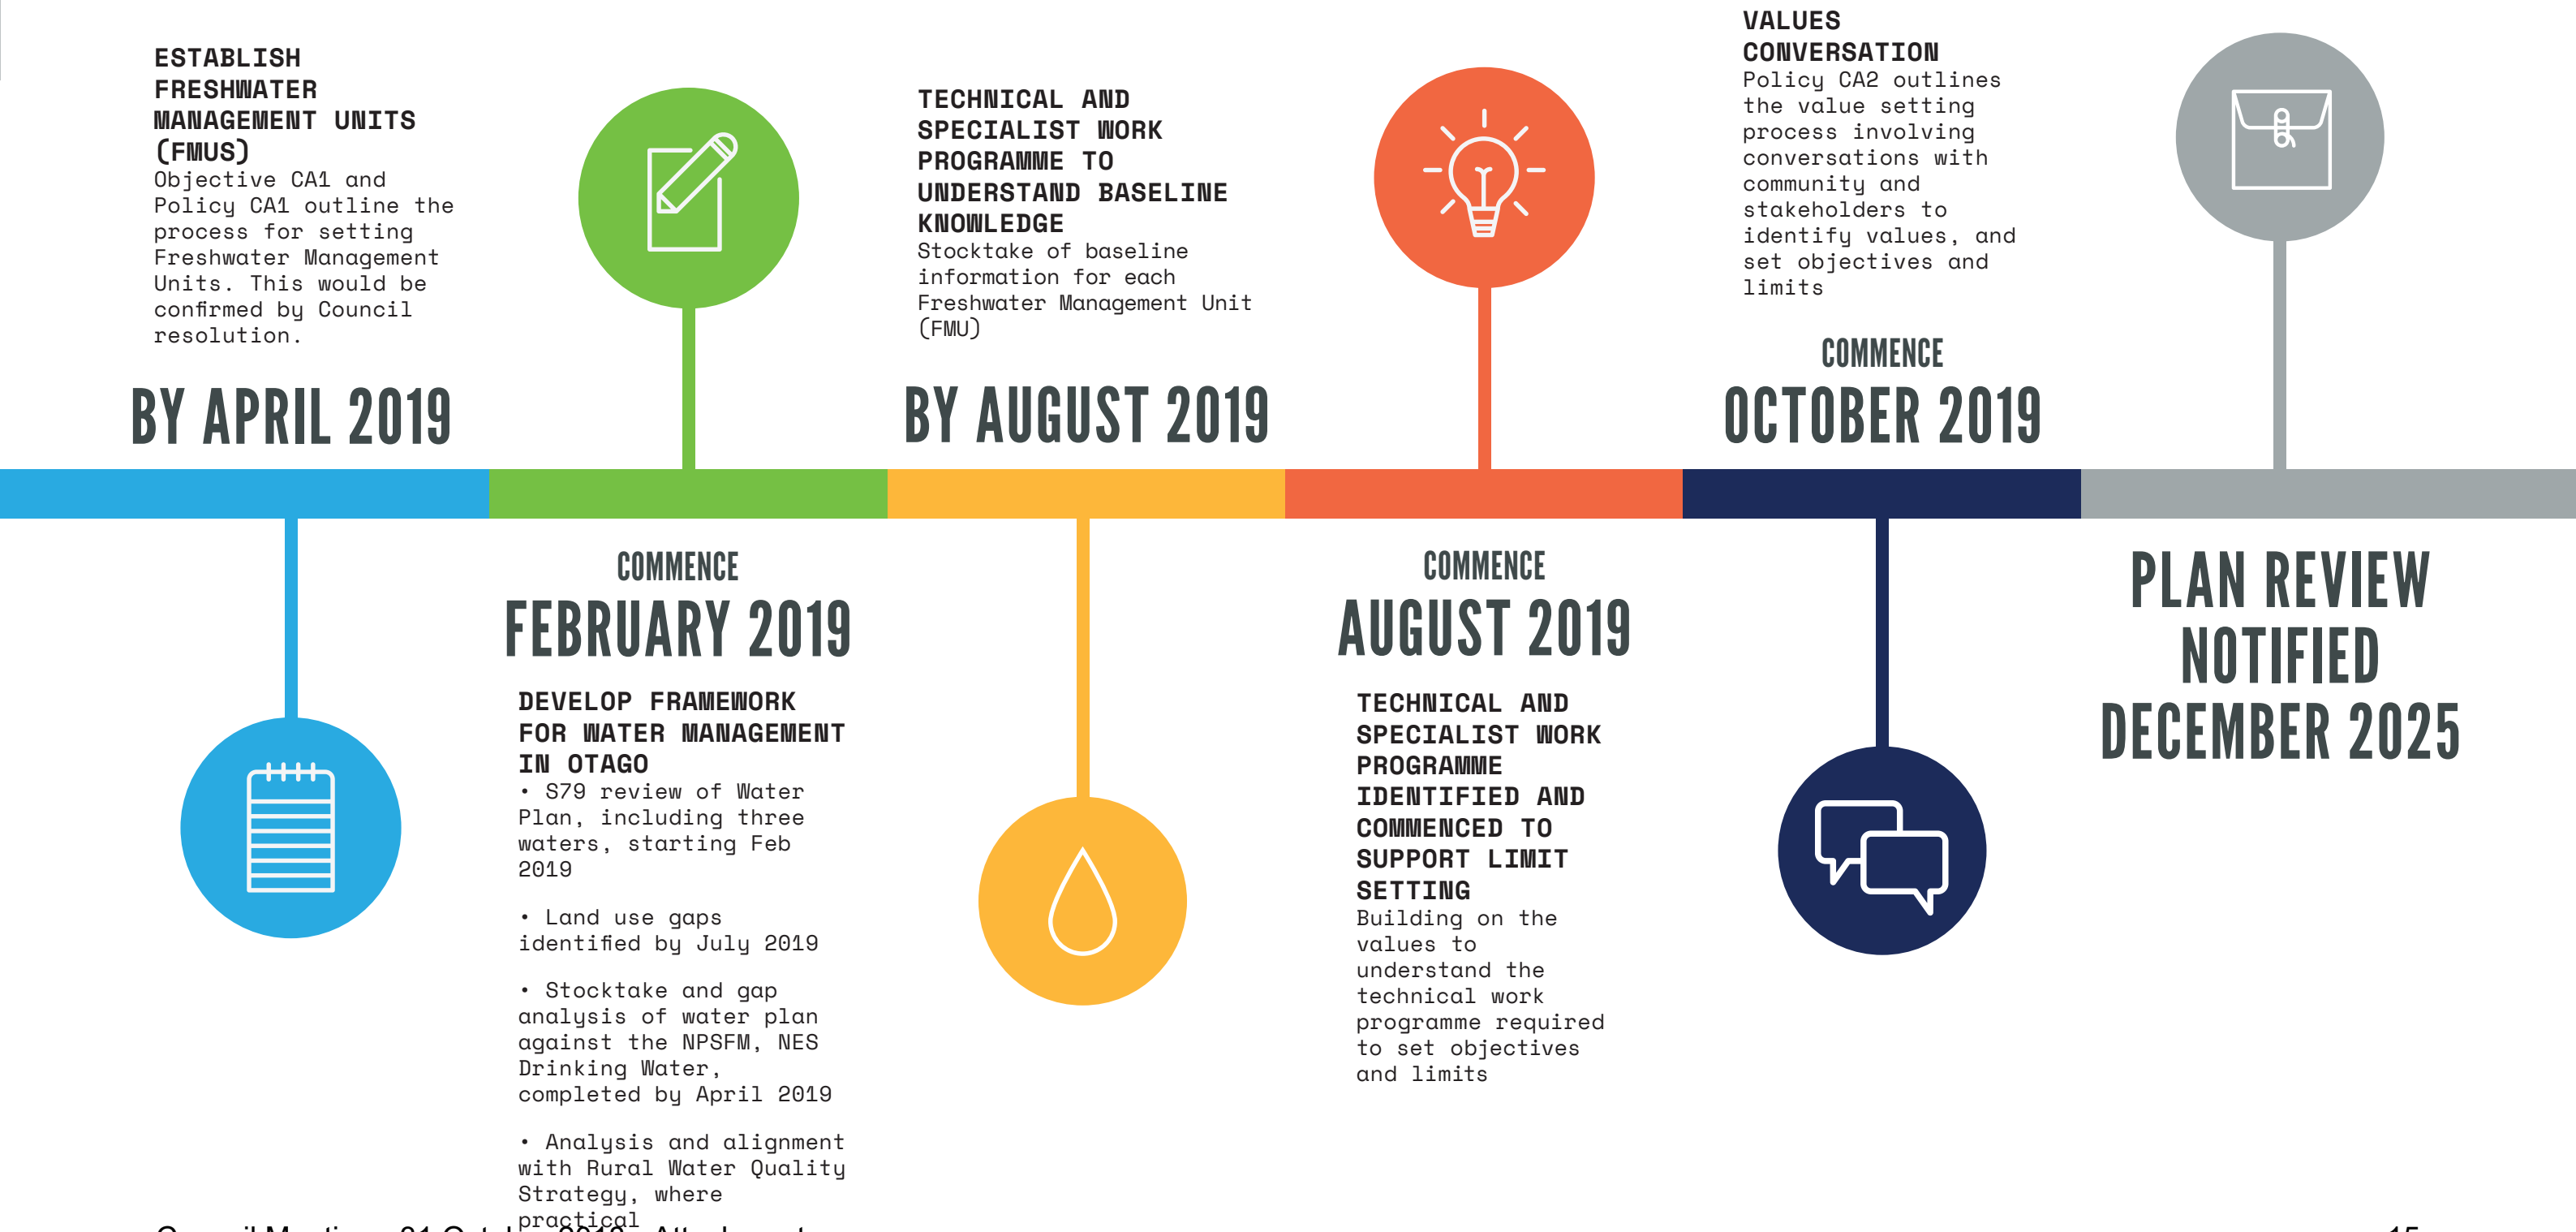 ESTABLISH
FRESHWATER
MANAGEMENT UNITS
(FMUS)
Objective CA1 and
Policy CA1 outline the
process for setting
Freshwater Management
Units. This would be
confirmed by Council
resolution.
BY APRIL 2019
COMMENCE
FEBRUARY 2019
DEVELOP FRAMEWORK
FOR WATER MANAGEMENT
IN OTAGO
• S79 review of Water
Plan, including three
waters, starting Feb
2019
• Land use gaps
identified by July 2019
• Stocktake and gap
analysis of water plan
against the NPSFM, NES
Drinking Water,
completed by April 2019
• Analysis and alignment
with Rural Water Quality
Strategy, where
practical
TECHNICAL AND
SPECIALIST WORK
PROGRAMME TO
UNDERSTAND BASELINE
KNOWLEDGE
Stocktake of baseline
information for each
Freshwater Management Unit
(FMU)
BY AUGUST 2019
COMMENCE
AUGUST 2019
TECHNICAL AND
SPECIALIST WORK
PROGRAMME
IDENTIFIED AND
COMMENCED TO
SUPPORT LIMIT
SETTING
Building on the
values to
understand the
technical work
programme required
to set objectives
and limits
VALUES
CONVERSATION
Policy CA2 outlines
the value setting
process involving
conversations with
community and
stakeholders to
identify values, and
set objectives and
limits
COMMENCE
OCTOBER 2019
PLAN REVIEW
NOTIFIED
DECEMBER 2025